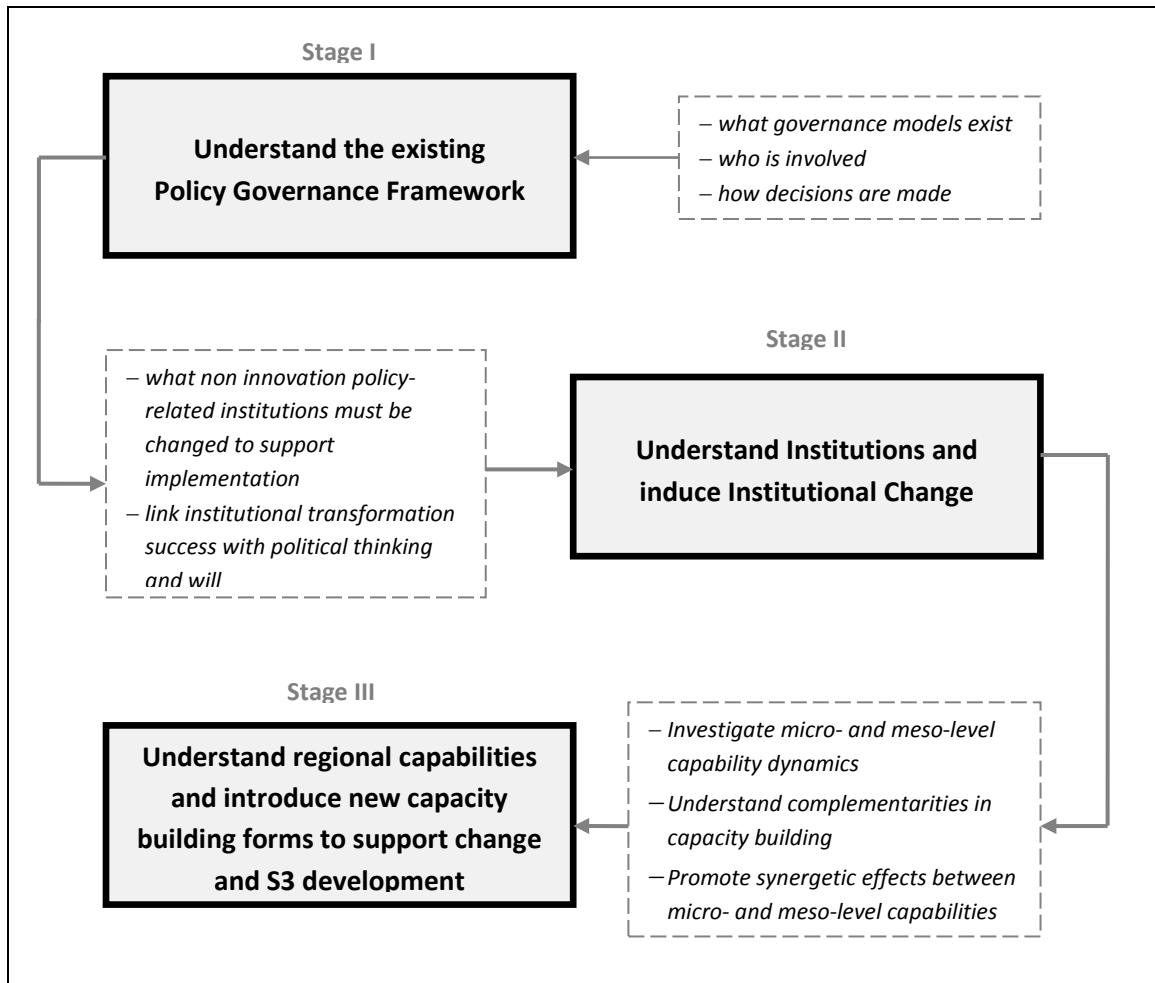 Stage I
Understand the existing
Policy Governance Framework
– what governance models exist
– who is involved
– how decisions are made
Stage II
– what non innovation policy-
related institutions must be
changed to support
implementation
– link institutional transformation
success with political thinking
and will
Understand Institutions and
induce Institutional Change
Stage III
Understand regional capabilities
and introduce new capacity
building forms to support change
and S3 development
– Investigate micro- and meso-level
capability dynamics
– Understand complementarities in
capacity building
– Promote synergetic effects between
micro- and meso-level capabilities